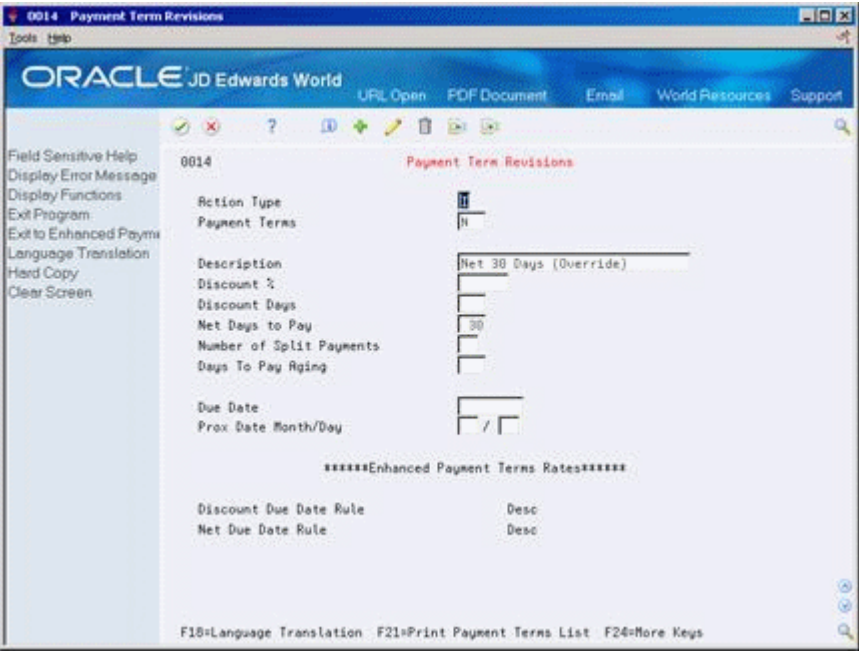 0014 Payment Term Revisions
Tools Help
ORACLE JD Edwards World
URL Open PDF Document Email World Resources Support
Field Sensitive Help
Display Error Message
Display Functions
Exit Program
Exit to Enhanced Payme
Language Translation
Hard Copy
Clear Screen
0014 Payment Term Revisions
Action Type I
Payment Terms N
Description Net 30 Days (Override)
Discount %
Discount Days
Net Days to Pay 30
Number of Split Payments
Days To Pay Aging
Due Date
Prox Date Month/Day /
******Enhanced Payment Terms Rates******
Discount Due Date Rule Desc
Net Due Date Rule Desc
F18=Language Translation F21=Print Payment Terms List F24=More Keys